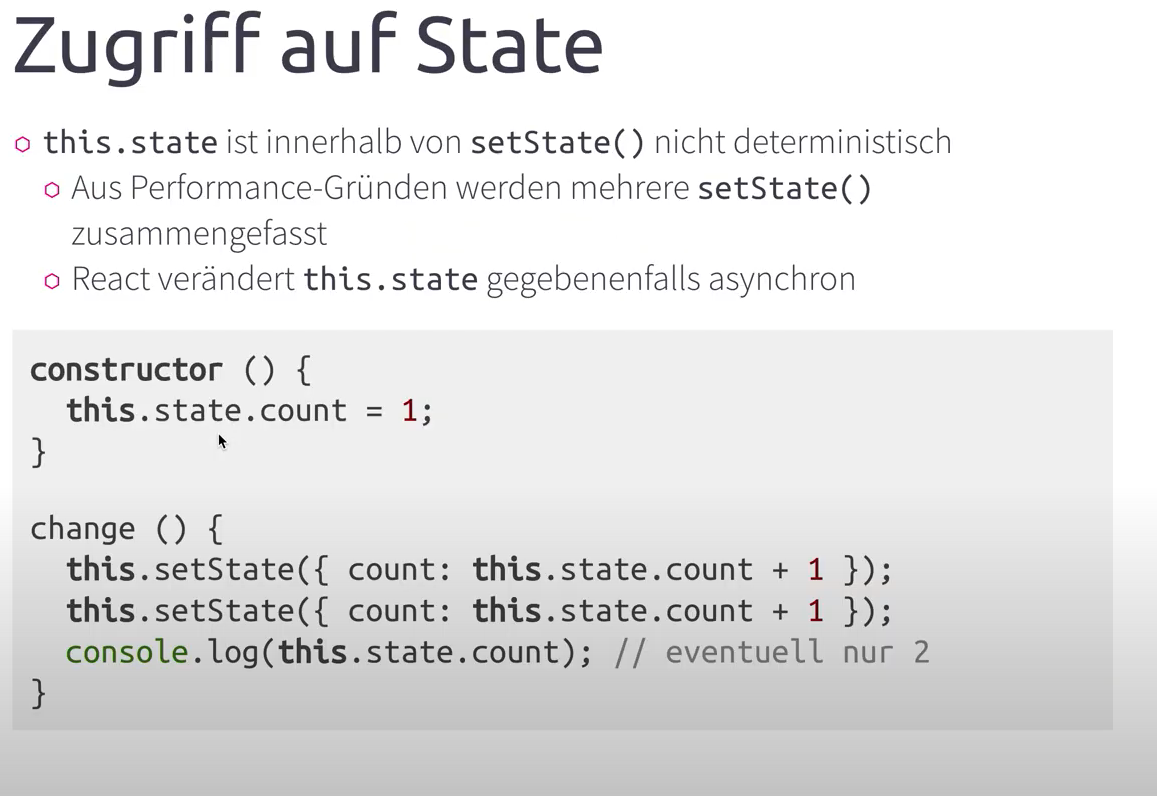 Zugriff auf State
this.state ist innerhalb von setState() nicht deterministisch
Aus Performance-Gründen werden mehrere setState()
zusammengefasst
React verändert this.state gegebenenfalls asynchron
constructor () {
  this.state.count = 1;
}
change () {
  this.setState({ count: this.state.count + 1 });
  this.setState({ count: this.state.count + 1 });
  console.log(this.state.count); // eventuell nur 2
}